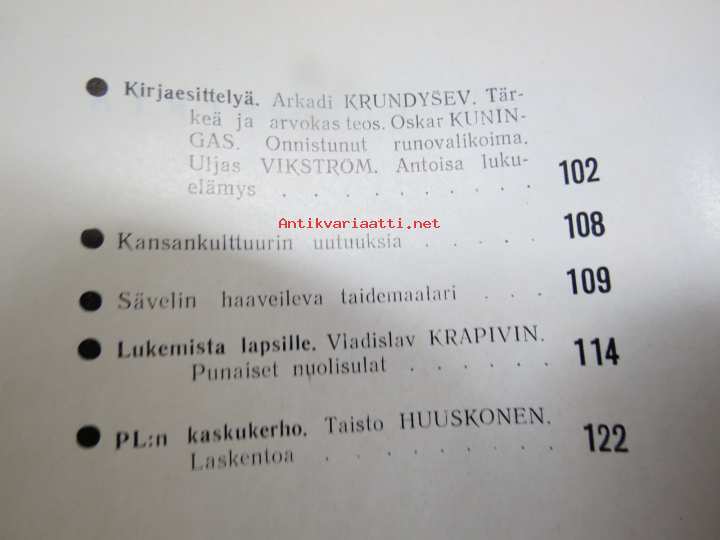 ● Kirjaesittelyä. Arkadi KRUNDYŠEV. Tär-
keä ja arvokas teos. Oskar KUNIN-
GAS. Onnistunut runovalikoima.
Uljas VIKSTRÖM. Antoisa luku-
elämys . . . . . . . . . . 102
Antikvariaatti.net
● Kansankulttuurin uutuuksia . . . . . 108
● Sävelin haaveileva taidemaalari . . . 109
● Lukemista lapsille. Vladislav KRAPIVIN.
Punaiset nuolisulat . . . . . . 114
● PL:n kaskukerho. Taisto HUUSKONEN.
Laskentoa . . . . . . . . . 122